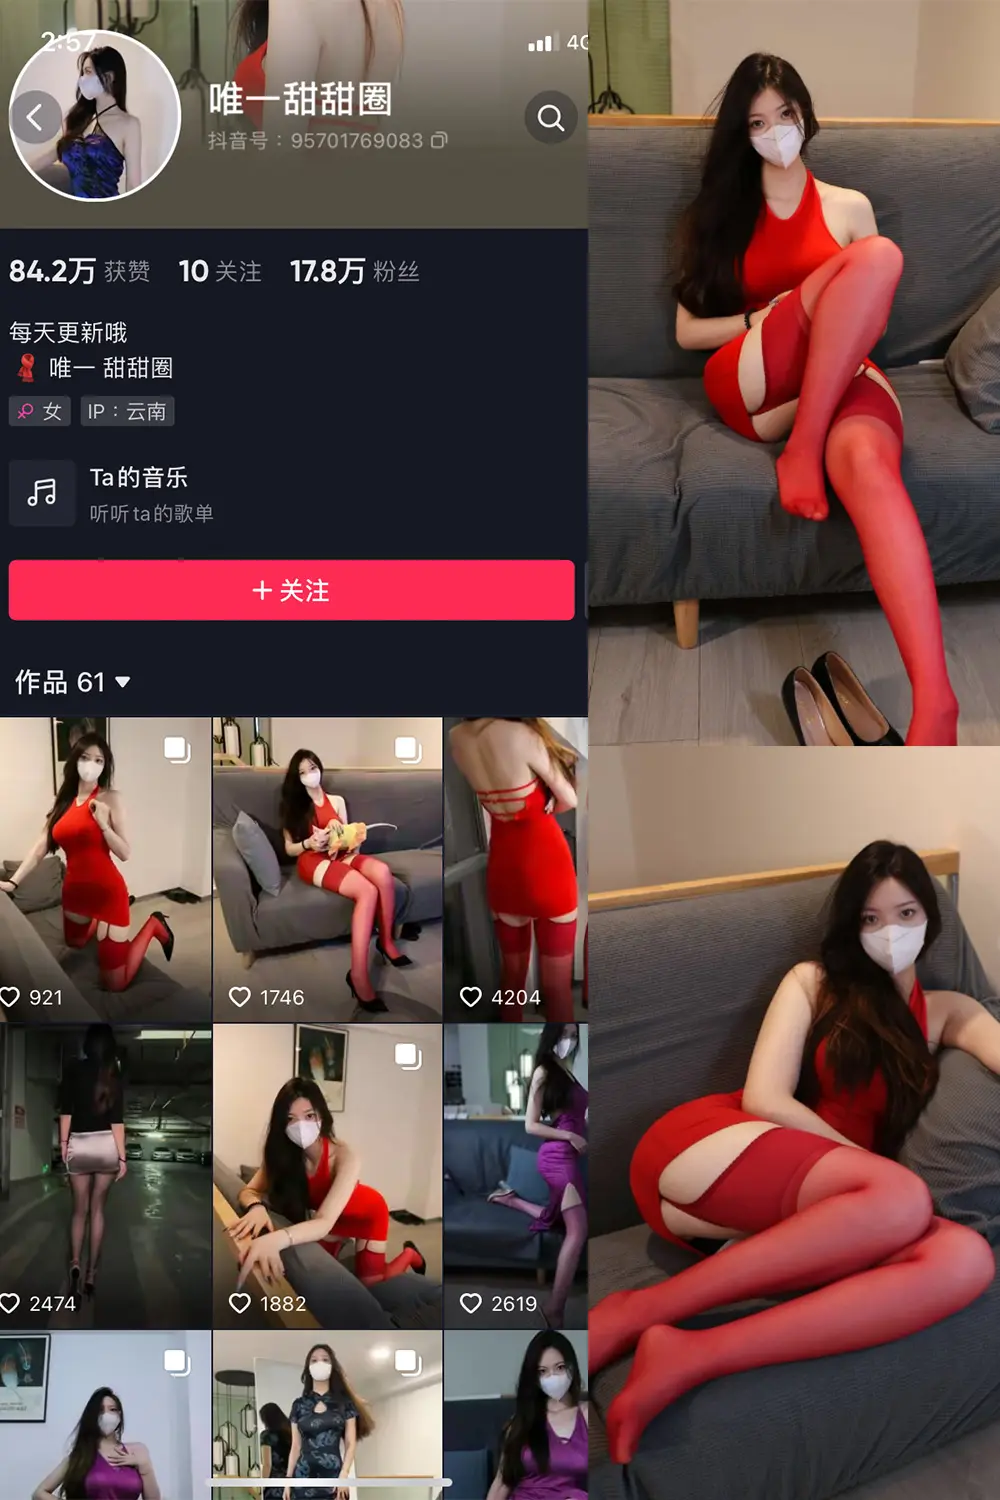 2:57
4G
唯一甜甜圈
抖音号：95701769083
84.2万 获赞 10 关注 17.8万 粉丝
每天更新哦
唯一 甜甜圈
女 IP：云南
Ta的音乐
听听ta的歌单
+ 关注
作品 61
921
1746
4204
2474
1882
2619